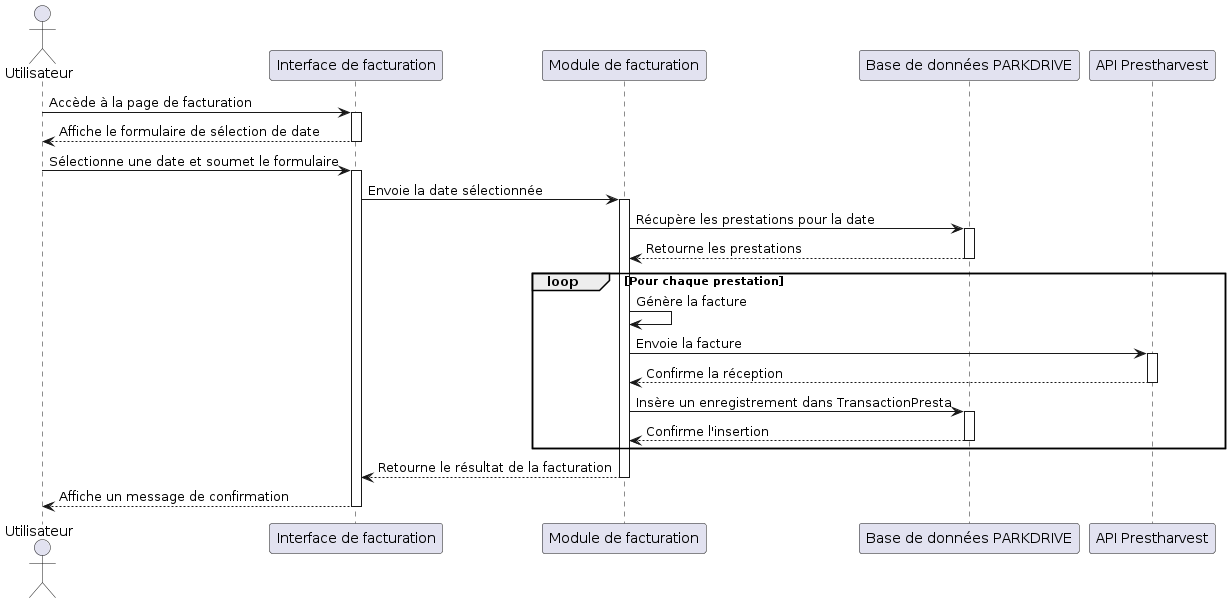 Utilisateur
Interface de facturation
Module de facturation
Base de données PARKDRIVE
API Prestharvest
Accède à la page de facturation
Affiche le formulaire de sélection de date
Sélectionne une date et soumet le formulaire
Envoie la date sélectionnée
Récupère les prestations pour la date
Retourne les prestations
loop
[Pour chaque prestation]
Génère la facture
Envoie la facture
Confirme la réception
Insère un enregistrement dans TransactionPresta
Confirme l'insertion
Retourne le résultat de la facturation
Affiche un message de confirmation
Utilisateur
Interface de facturation
Module de facturation
Base de données PARKDRIVE
API Prestharvest